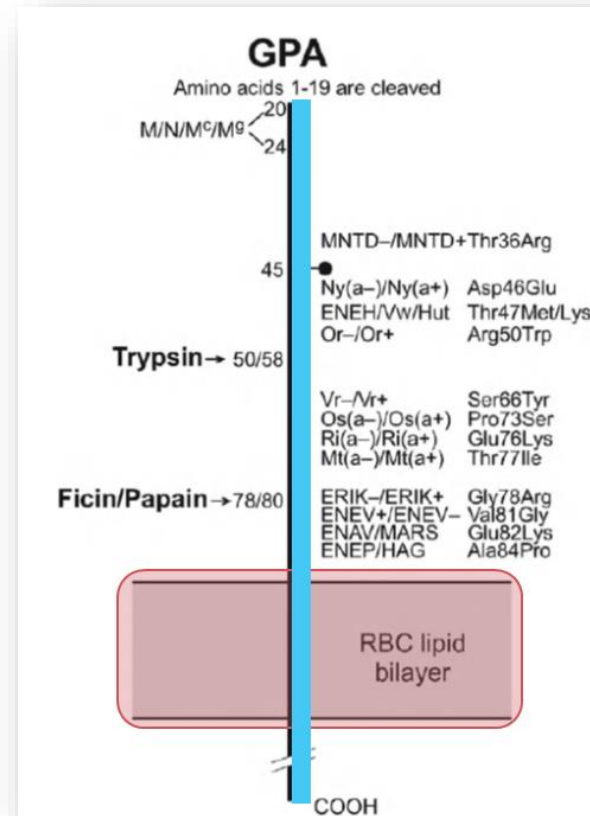 GPA
Amino acids 1-19 are cleaved
20
M/N/Mᶜ/Mᵍ
24
MNTD–/MNTD+Thr36Arg
45
Ny(a–)/Ny(a+) Asp46Glu
ENEH/Vw/Hut Thr47Met/Lys
Or–/Or+ Arg50Trp
Trypsin→ 50/58
Vr–/Vr+ Ser66Tyr
Os(a–)/Os(a+) Pro73Ser
Ri(a–)/Ri(a+) Glu76Lys
Mt(a–)/Mt(a+) Thr77Ile
Ficin/Papain→78/80
ERIK–/ERIK+ Gly78Arg
ENEV+/ENEV– Val81Gly
ENAV/MARS Glu82Lys
ENEP/HAG Ala84Pro
RBC lipid
bilayer
COOH